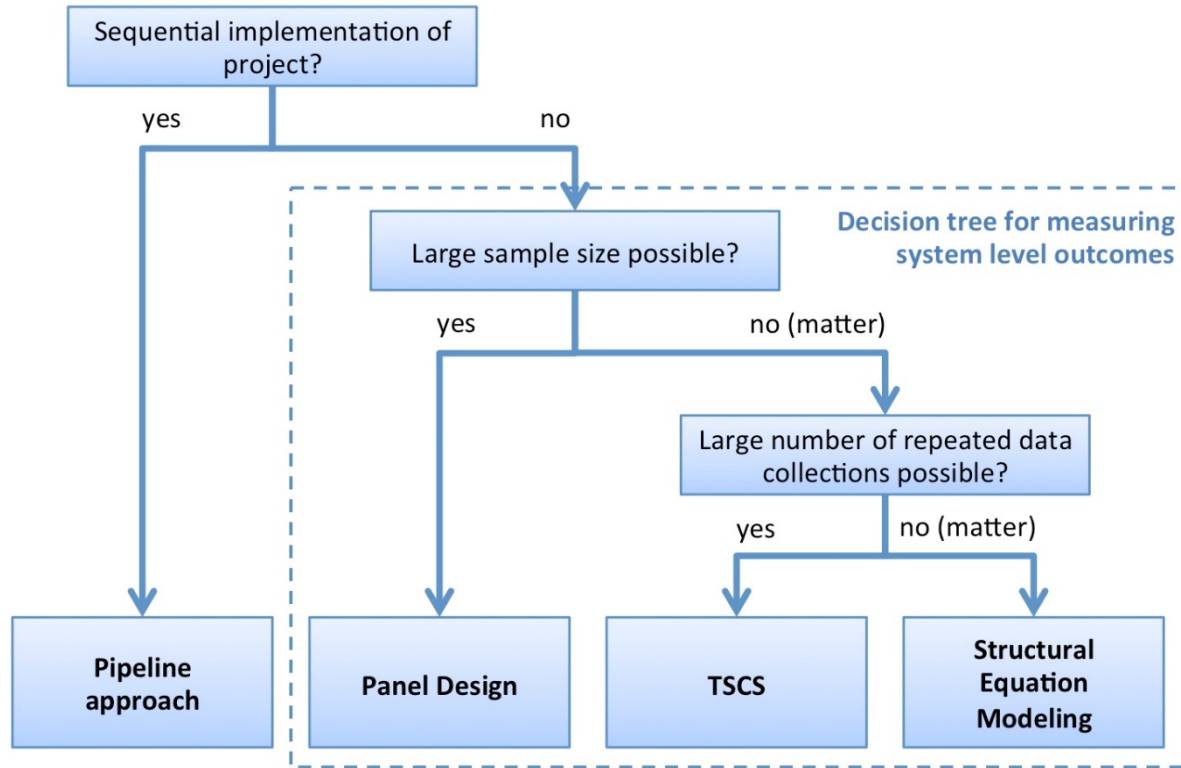 Sequential implementation of
project?
yes
no
Decision tree for measuring
system level outcomes
Large sample size possible?
yes
no (matter)
Large number of repeated data
collections possible?
yes
no (matter)
Pipeline
approach
Panel Design
TSCS
Structural
Equation
Modeling